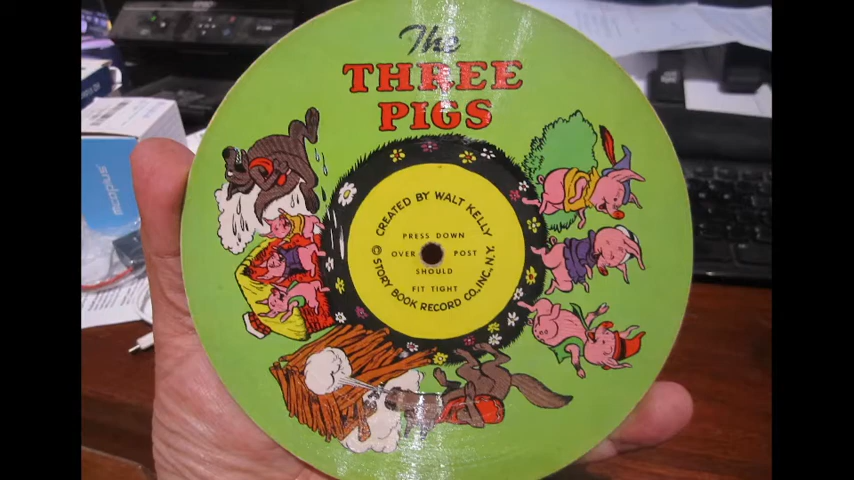 The
THREE
PIGS
CREATED BY WALT KELLY
PRESS DOWN
OVER POST
SHOULD
FIT TIGHT
© STORY BOOK RECORD CO., INC., N.Y.